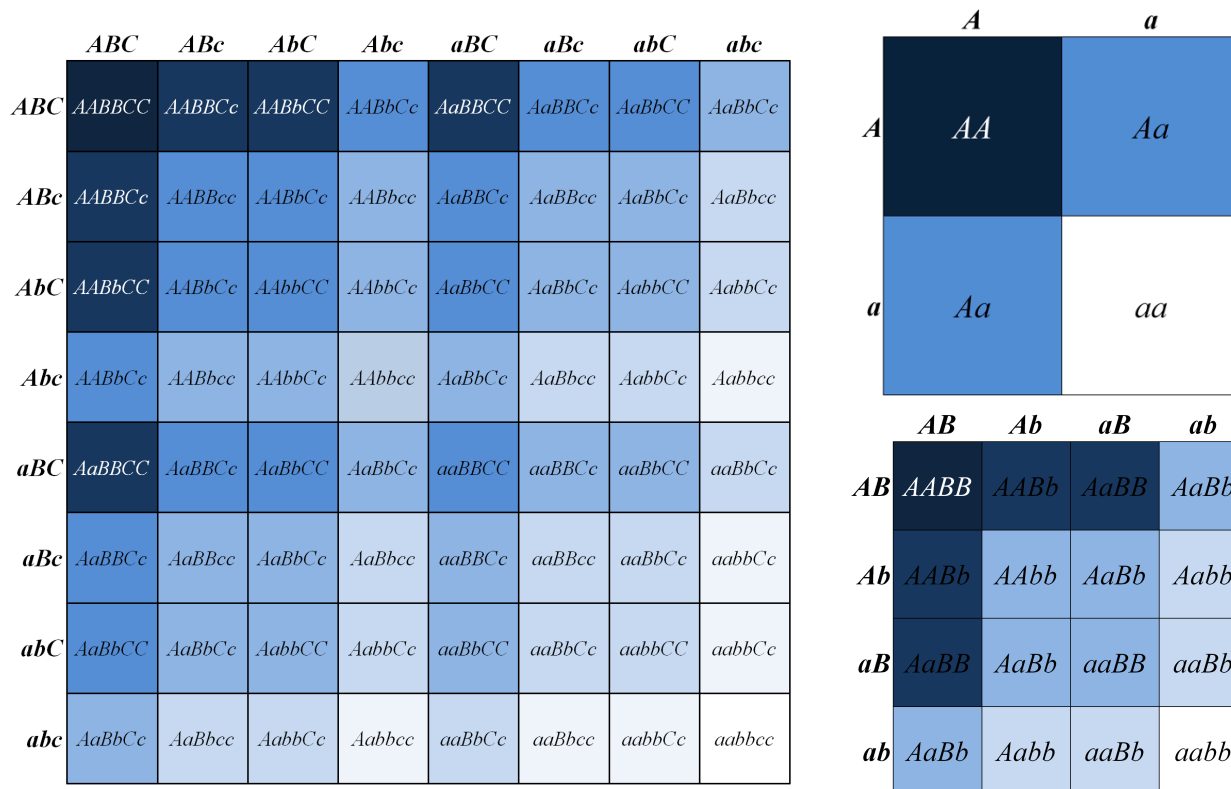 ABC ABc AbC Abc aBC aBc abC abc
ABC AABBCC AABBCc AABbCC AABbCc AaBBCC AaBBCc AaBbCC AaBbCc
ABc AABBCc AABBcc AABbCc AABbcc AaBBCc AaBBcc AaBbCc AaBbcc
AbC AABbCC AABbCc AAbbCC AAbbCc AaBbCC AaBbCc AabbCC AabbCc
Abc AABbCc AABbcc AAbbCc AAbbcc AaBbCc AaBbcc AabbCc Aabbcc
aBC AaBBCC AaBBCc AaBbCC AaBbCc aaBBCC aaBBCc aaBbCC aaBbCc
aBc AaBBCc AaBBcc AaBbCc AaBbcc aaBBCc aaBBcc aaBbCc aabbCc
abC AaBbCC AaBbCc AabbCC AabbCc aaBbCC aaBbCc aabbCC aabbCc
abc AaBbCc AaBbcc AabbCc Aabbcc aaBbCc aaBbcc aabbCc aabbcc
A a
A AA Aa
a Aa aa
AB Ab aB ab
AB AABB AABb AaBB AaBb
Ab AABb AAbb AaBb Aabb
aB AaBB AaBb aaBB aaBb
ab AaBb Aabb aaBb aabb